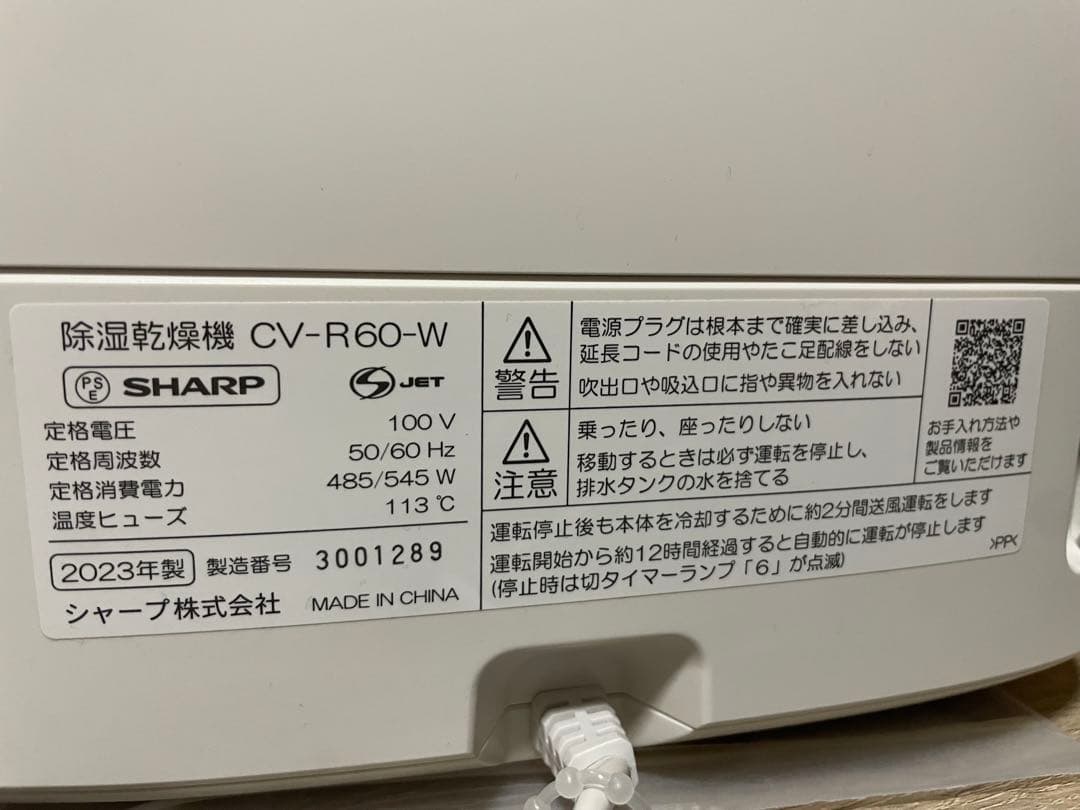 除湿乾燥機 CV-R60-W
PS E SHARP
S JET
定格電圧 100 V
定格周波数 50/60 Hz
定格消費電力 485/545 W
温度ヒューズ 113 ℃
2023年製 製造番号 3001289
シャープ株式会社 MADE IN CHINA
警告
電源プラグは根本まで確実に差し込み、
延長コードの使用やたこ足配線をしない
吹出口や吸込口に指や異物を入れない
注意
乗ったり、座ったりしない
移動するときは必ず運転を停止し、
排水タンクの水を捨てる
お手入れ方法や
製品情報を
ご覧いただけます
運転停止後も本体を冷却するために約2分間送風運転をします
運転開始から約12時間経過すると自動的に運転が停止します
(停止時は切タイマーランプ「6」が点滅)
>PP<